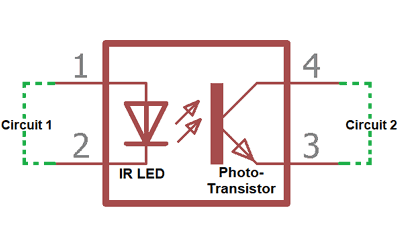 1
4
Circuit 1
Circuit 2
2
3
IR LED
Photo-
Transistor